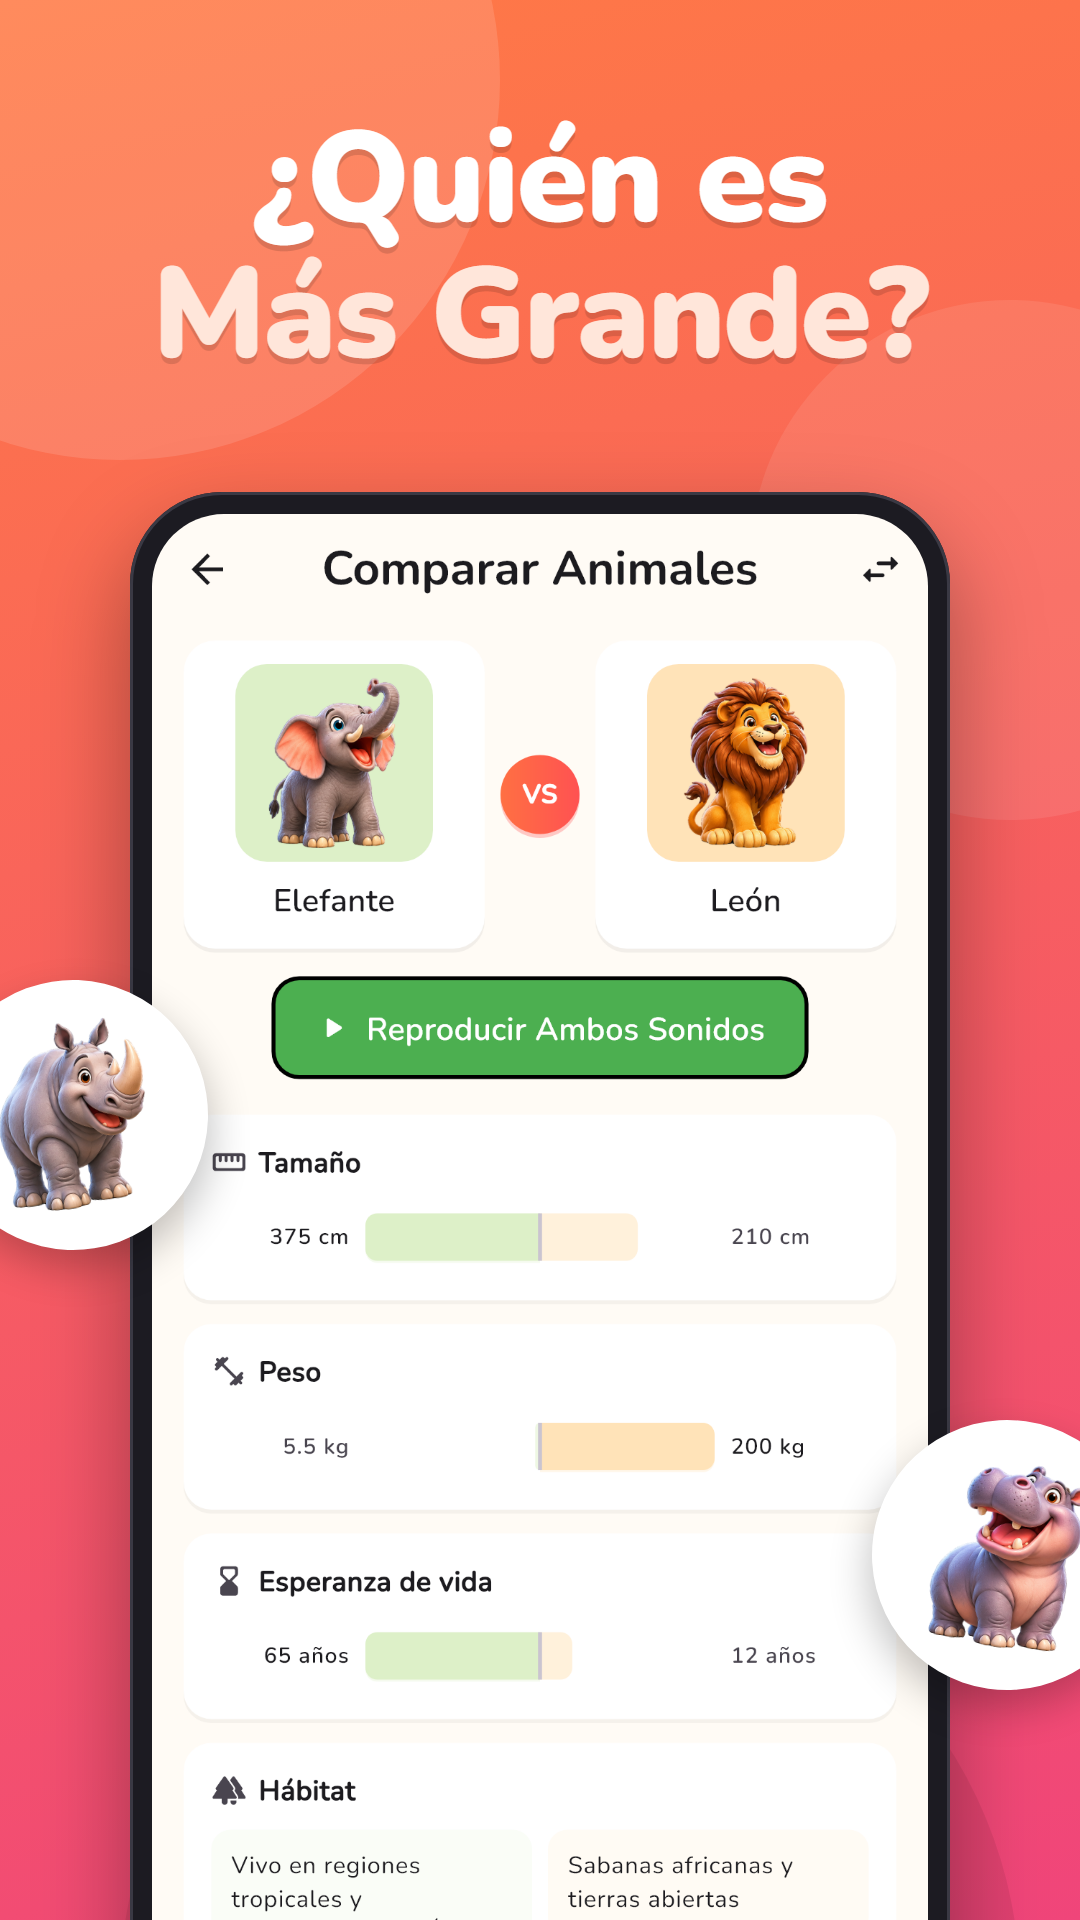 ¿Quién es
Más Grande?
Comparar Animales
VS
Elefante
León
Reproducir Ambos Sonidos
Tamaño
375 cm
210 cm
Peso
5.5 kg
200 kg
Esperanza de vida
65 años
12 años
Hábitat
Vivo en regiones
tropicales y
Sabanas africanas y
tierras abiertas